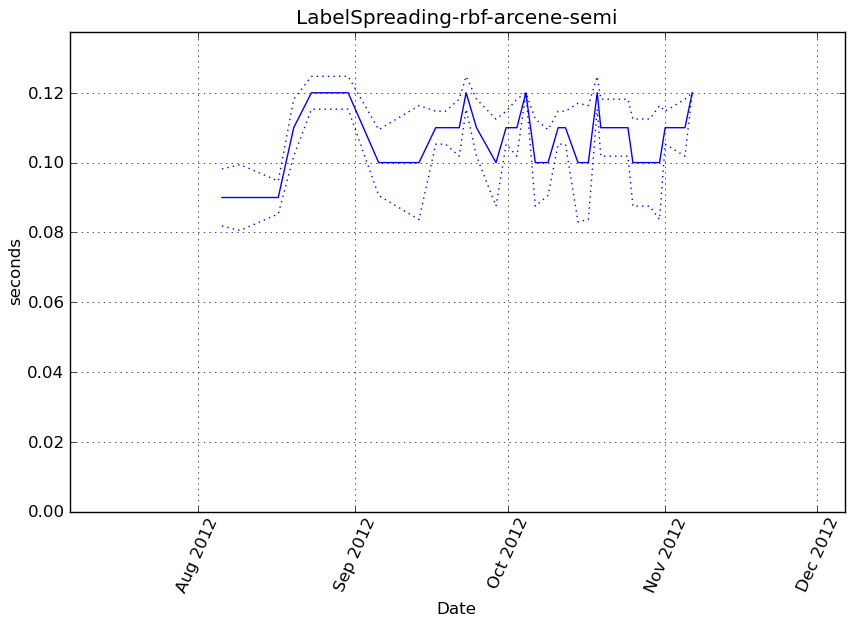 LabelSpreading-rbf-arcene-semi
0.12
0.10
0.08
0.06
0.04
0.02
0.00
seconds
Aug 2012
Sep 2012
Oct 2012
Nov 2012
Dec 2012
Date